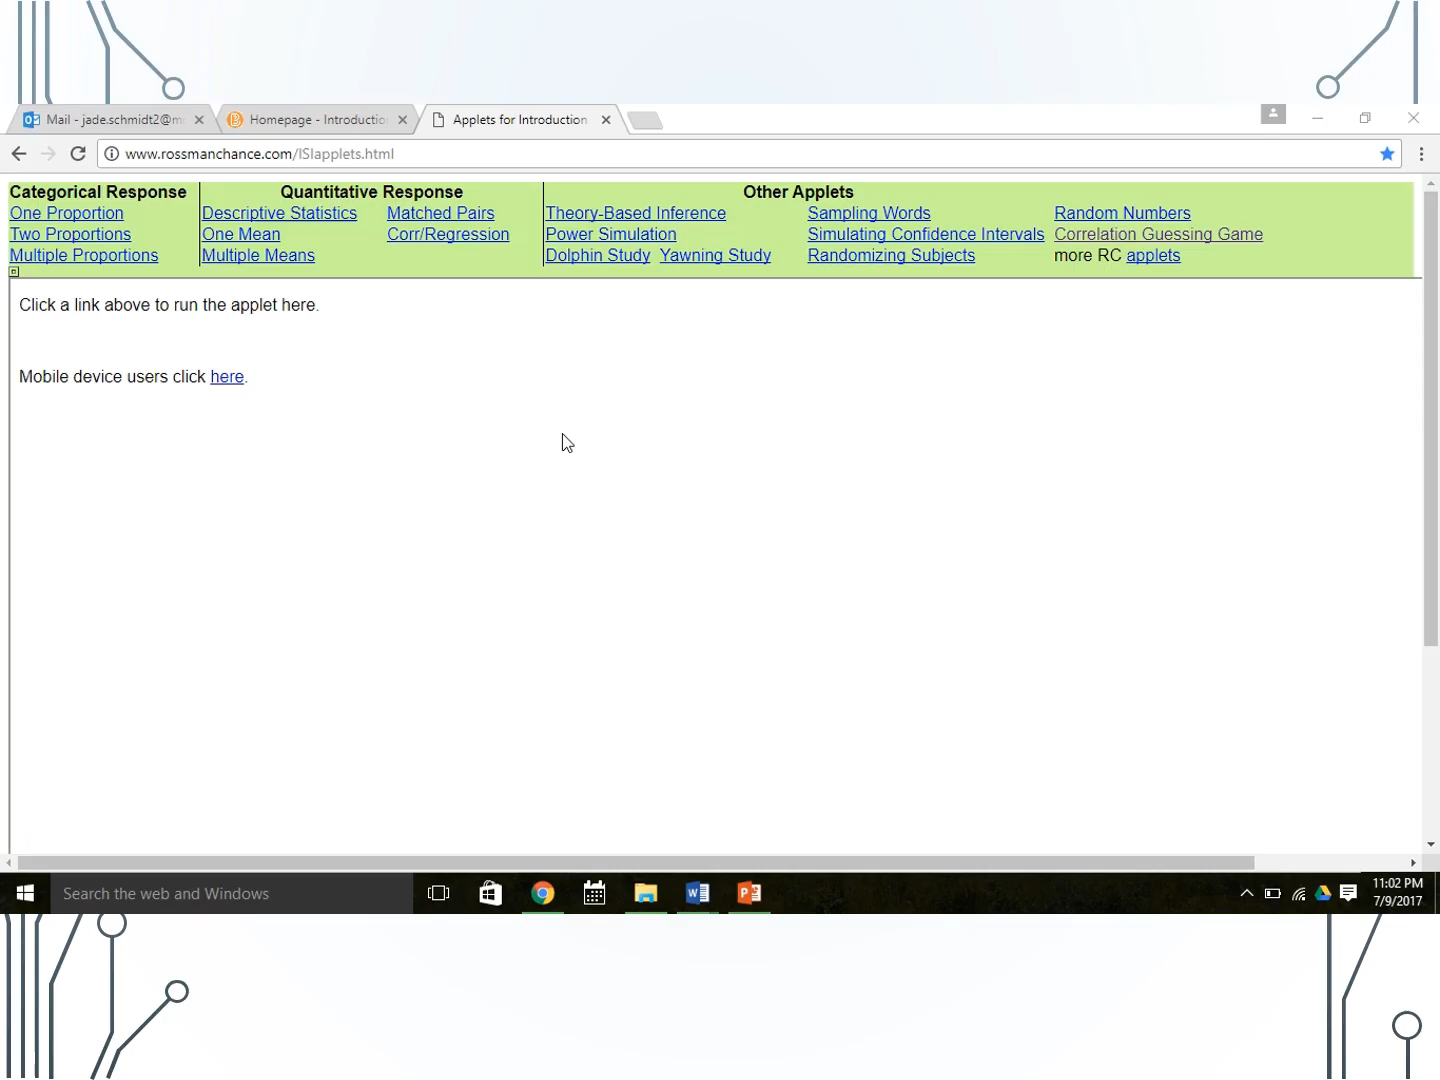 Mail - jade.schmidt2@m
Homepage - Introductio
Applets for Introduction
www.rossmanchance.com/ISIapplets.html
Categorical Response
One Proportion
Two Proportions
Multiple Proportions
Quantitative Response
Descriptive Statistics Matched Pairs
One Mean Corr/Regression
Multiple Means
Other Applets
Theory-Based Inference Sampling Words Random Numbers
Power Simulation Simulating Confidence Intervals Correlation Guessing Game
Dolphin Study Yawning Study Randomizing Subjects more RC applets
Click a link above to run the applet here.
Mobile device users click here.
Search the web and Windows
11:02 PM
7/9/2017